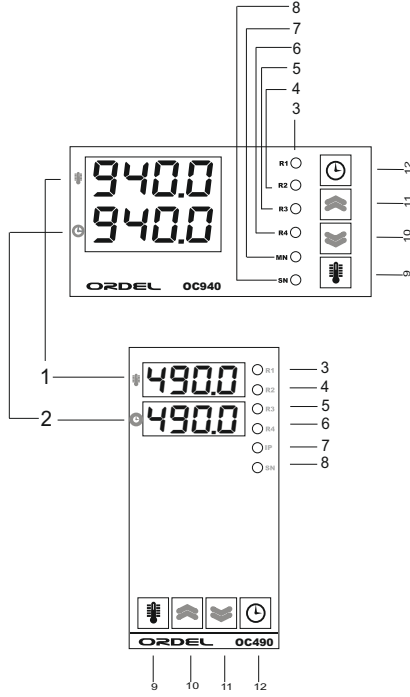 8
7
6
5
4
3
R1
940.0
R2
12
R3
11
940.0
R4
10
MN
SN
9
ORDEL OC940
1
2
490.0
R1 3
R2 4
490.0
R3 5
R4 6
IP 7
SN 8
ORDEL OC490
9 10 11 12